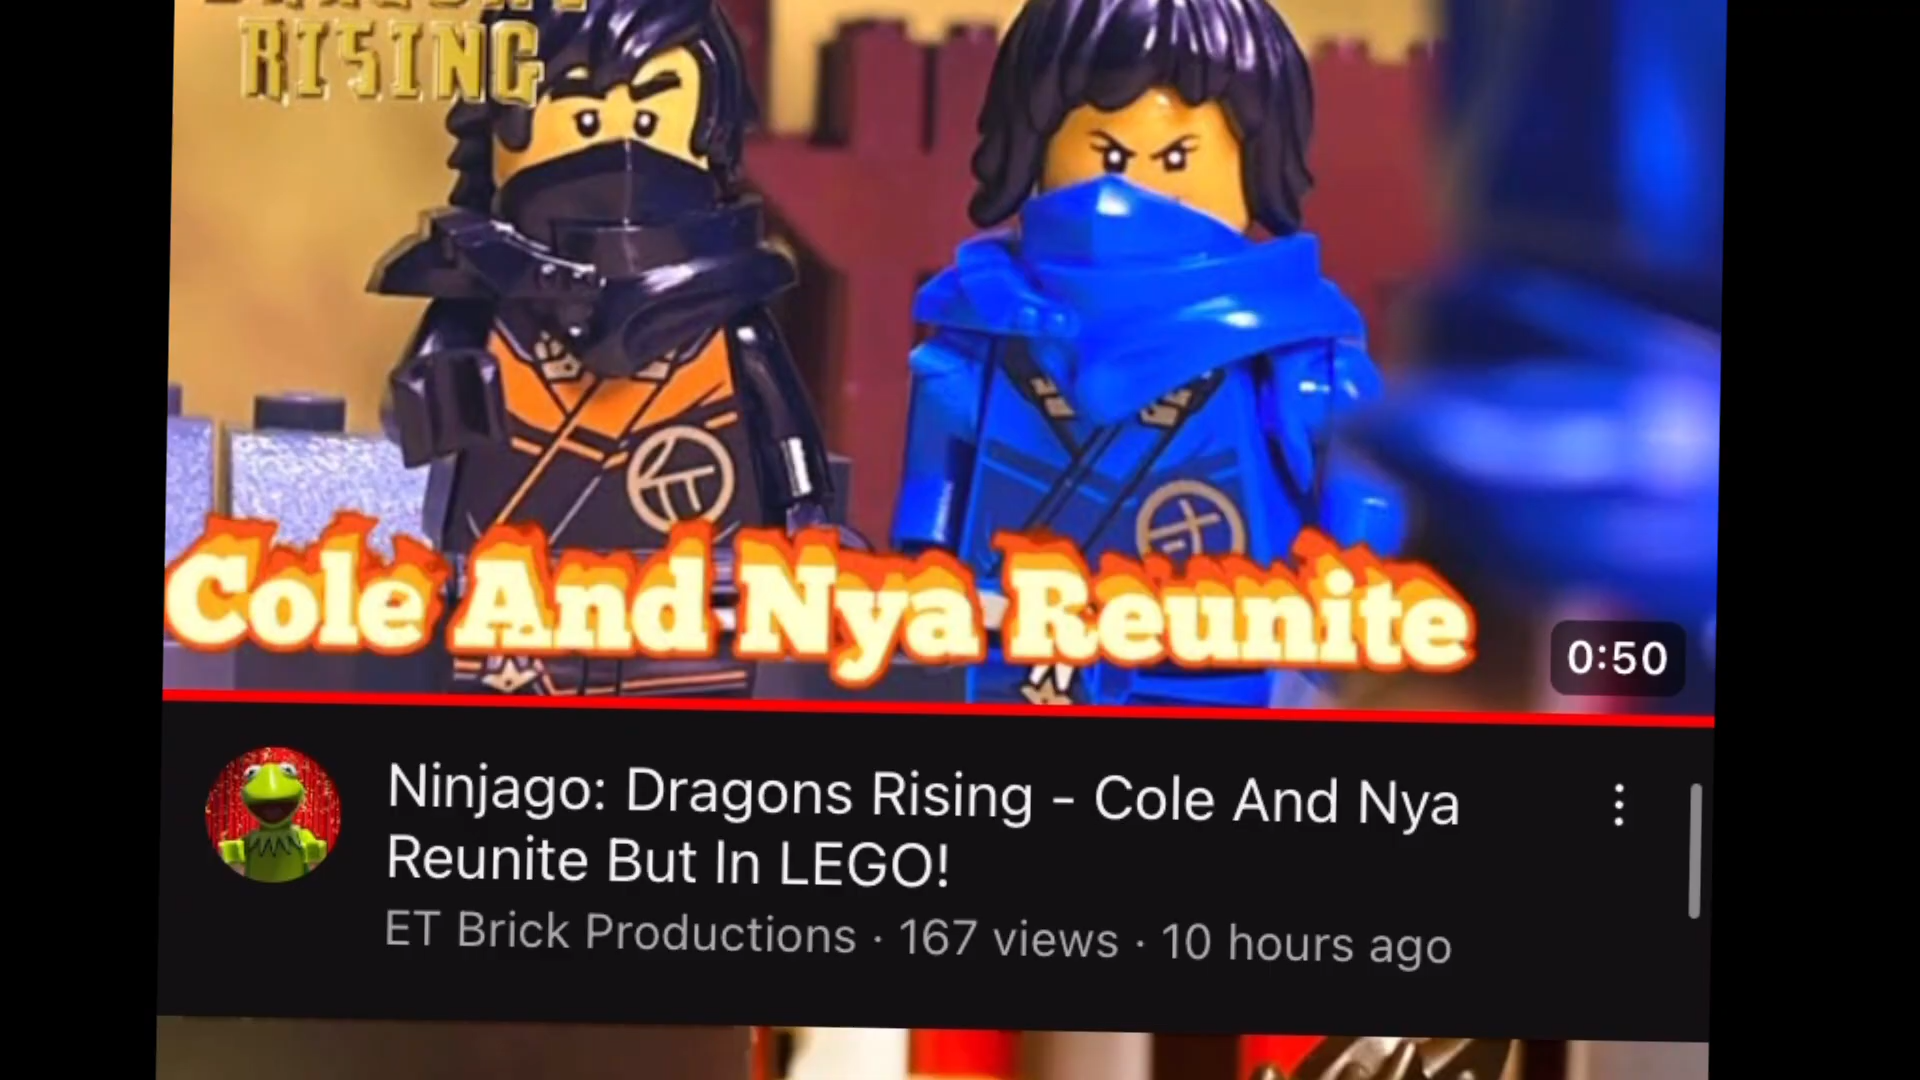 RISING
Cole And Nya Reunite
0:50
Ninjago: Dragons Rising - Cole And Nya
Reunite But In LEGO!
ET Brick Productions · 167 views · 10 hours ago